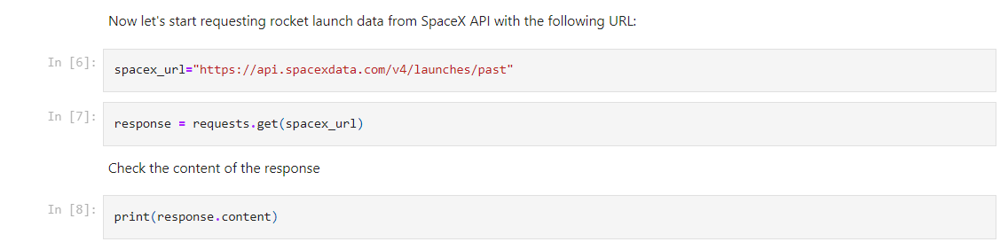 Now let's start requesting rocket launch data from SpaceX API with the following URL:
In [6]: spacex_url="https://api.spacexdata.com/v4/launches/past"
In [7]: response = requests.get(spacex_url)
Check the content of the response
In [8]: print(response.content)